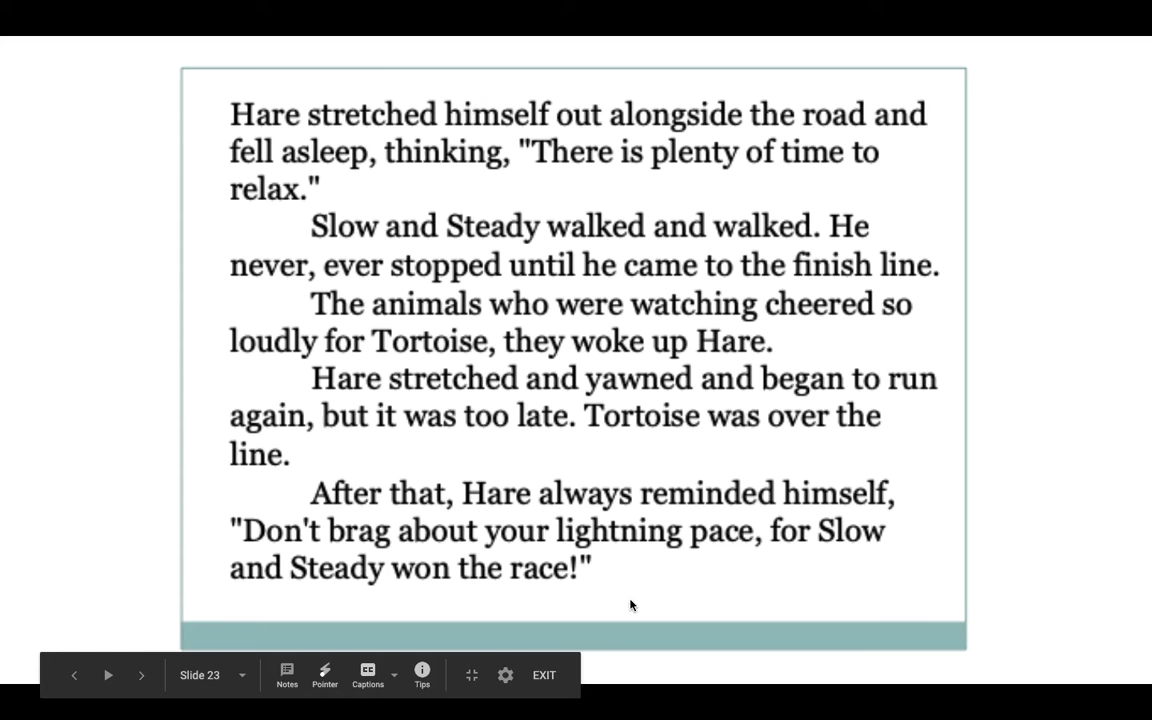 Hare stretched himself out alongside the road and
fell asleep, thinking, "There is plenty of time to
relax."
Slow and Steady walked and walked. He
never, ever stopped until he came to the finish line.
The animals who were watching cheered so
loudly for Tortoise, they woke up Hare.
Hare stretched and yawned and began to run
again, but it was too late. Tortoise was over the
line.
After that, Hare always reminded himself,
"Don't brag about your lightning pace, for Slow
and Steady won the race!"
Slide 23
CC
Notes
Pointer
Captions
Tips
EXIT